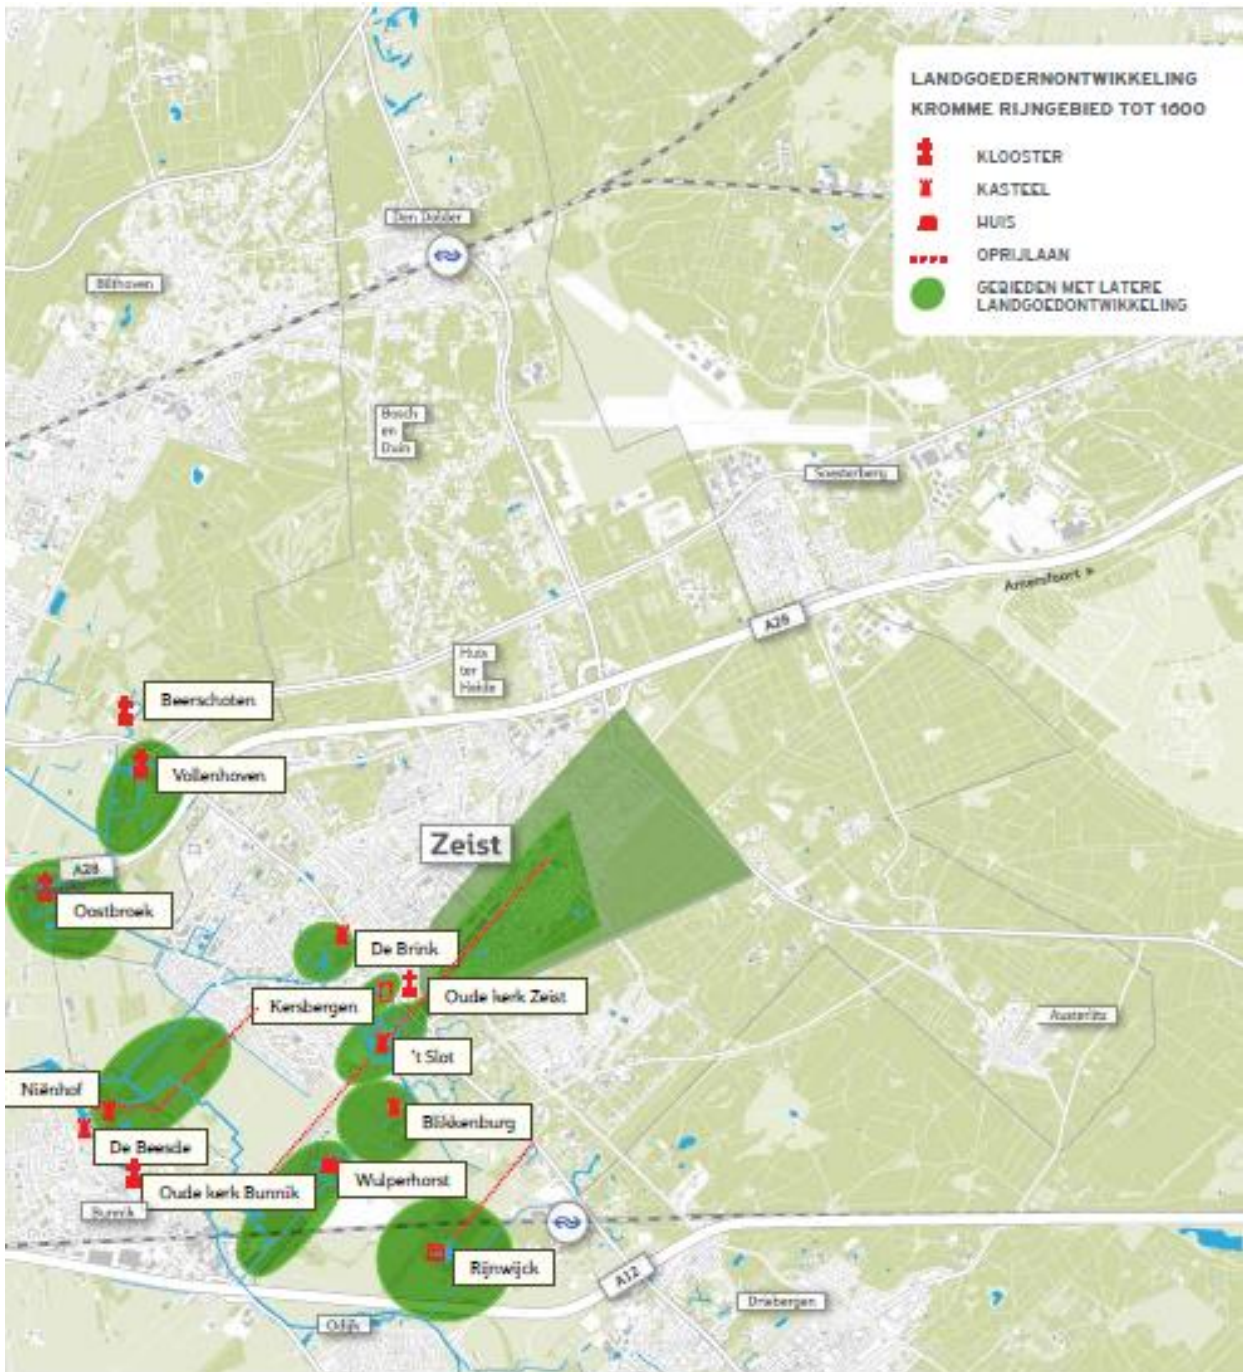 LANDGOEDERNONTWIKKELING
KROMME RIJNGEBIED TOT 1600
KLOOSTER
KASTEEL
HUIS
OPRIJLAAN
GEBIEDEN MET LATERE
LANDGOEDONTWIKKELING
Den Dolder
Bilthoven
Bosch
en
Duin
Soesterberg
Amersfoort
A28
Huis
ter
Heide
Beerschoten
Vollenhoven
Zeist
A28
Oostbroek
De Brink
Kersbergen
Oude kerk Zeist
Austerlitz
't Slot
Niënhof
Blikkenburg
De Beesde
Wulperhorst
Oude kerk Bunnik
Bunnik
Rijnwijck
A12
Driebergen
Odijk